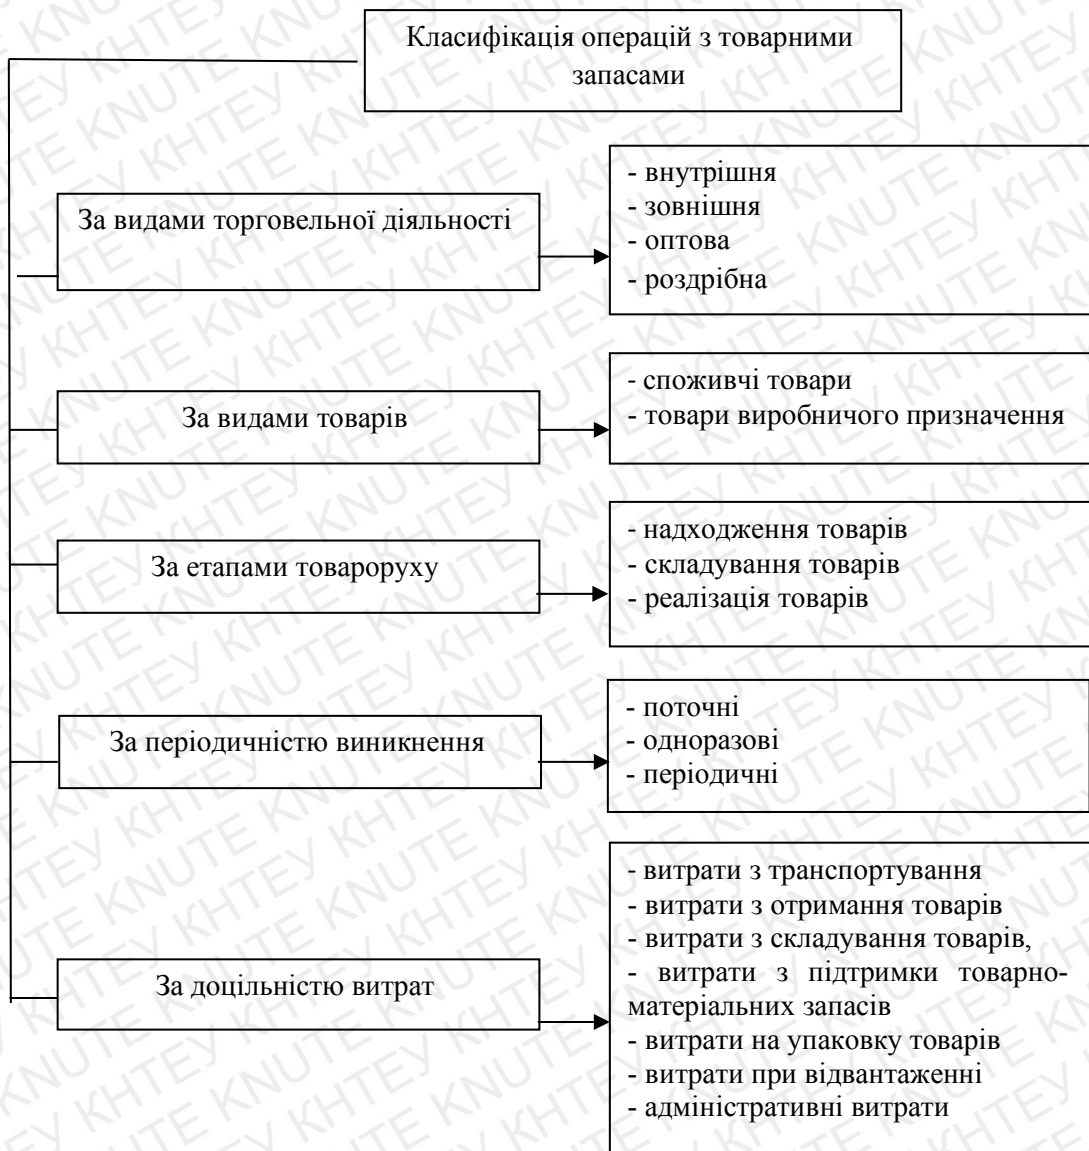 Класифікація операцій з товарними
запасами
За видами торговельної діяльності
- внутрішня
- зовнішня
- оптова
- роздрібна
За видами товарів
- споживчі товари
- товари виробничого призначення
За етапами товароруху
- надходження товарів
- складування товарів
- реалізація товарів
За періодичністю виникнення
- поточні
- одноразові
- періодичні
За доцільністю витрат
- витрати з транспортування
- витрати з отримання товарів
- витрати з складування товарів,
- витрати з підтримки товарно-
матеріальних запасів
- витрати на упаковку товарів
- витрати при відвантаженні
- адміністративні витрати
KNUTE КНТЕУ